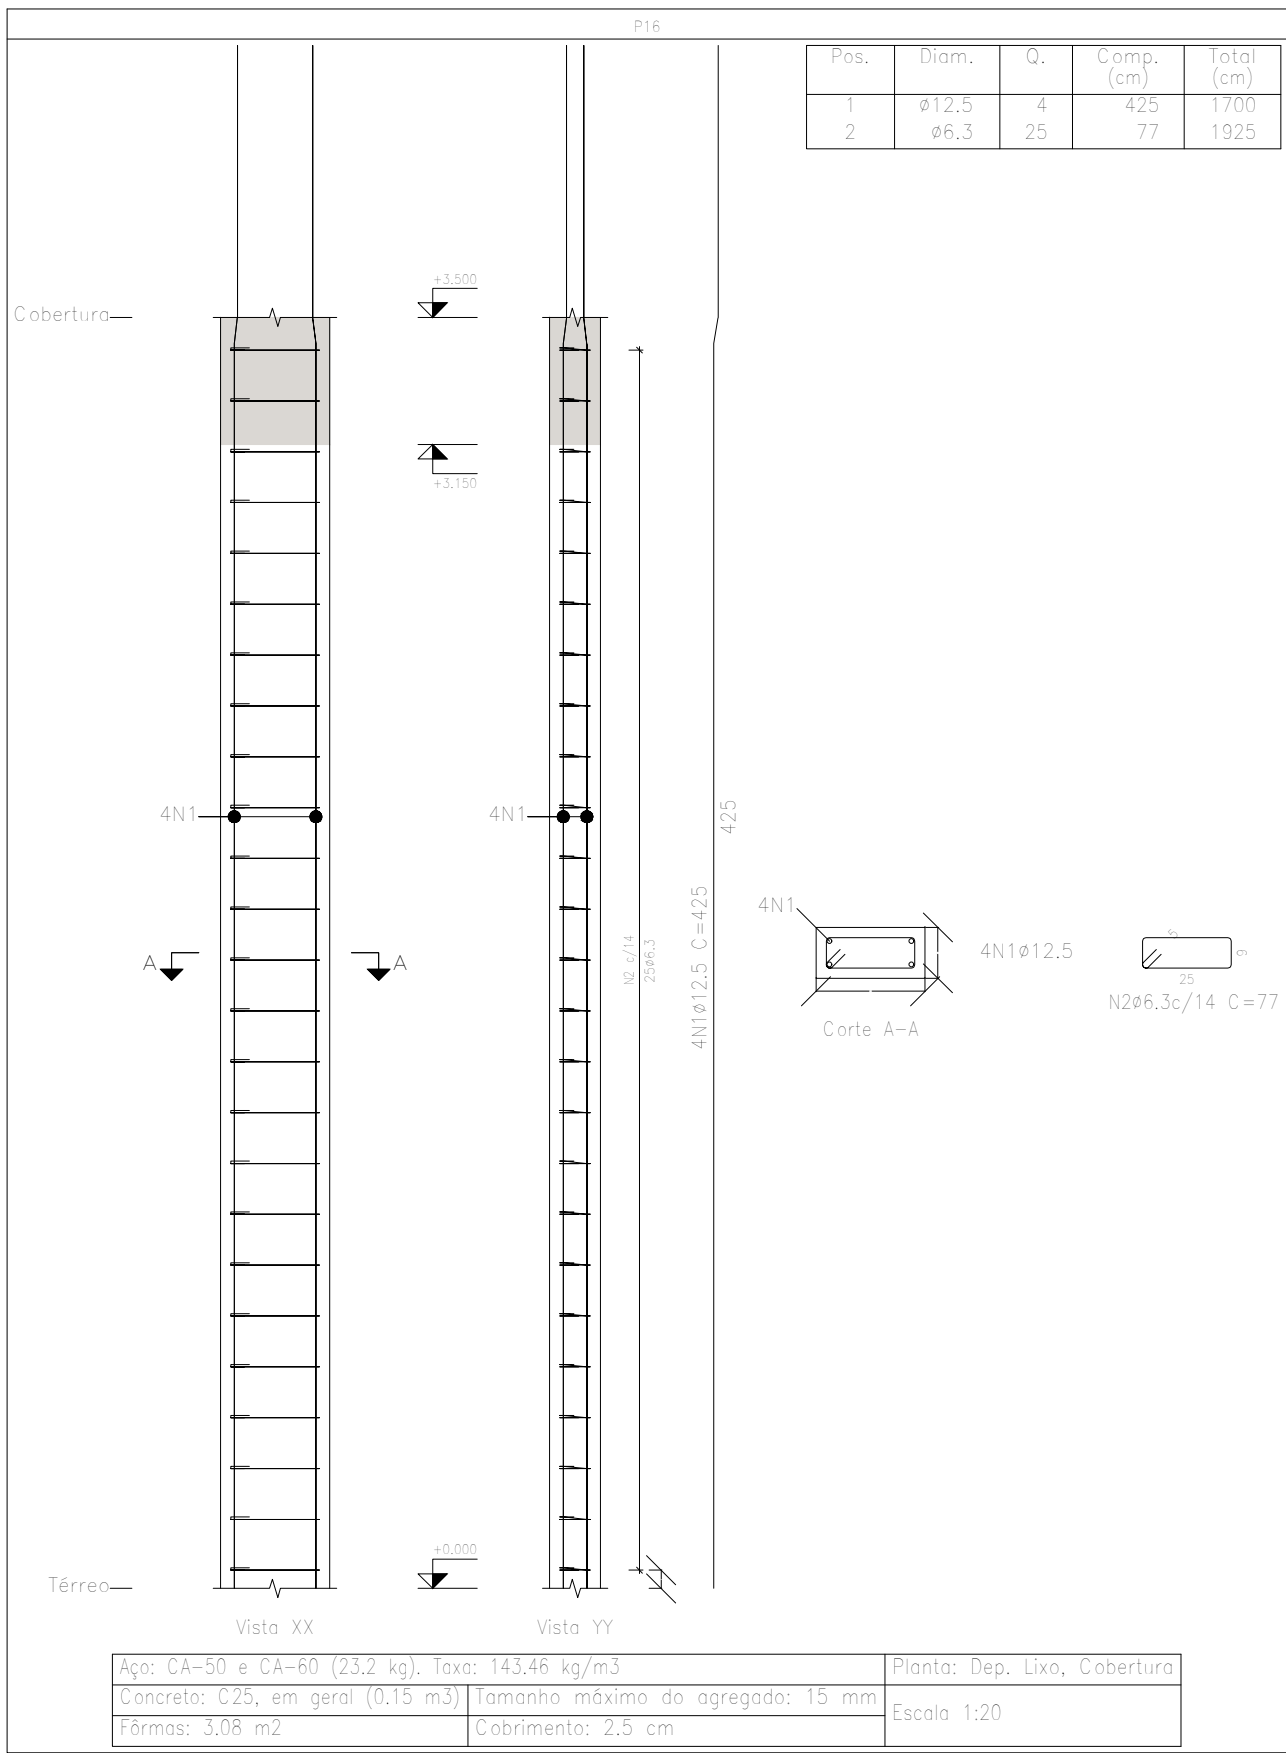 P16
Pos. Diam. Q. Comp. (cm) Total (cm)
1 ø12.5 4 425 1700
2 ø6.3 25 77 1925
+3.500
Cobertura
+3.150
4N1
4N1
425
4N1ø12.5 C=425
N2 c/14
25ø6.3
A
A
4N1
4N1ø12.5
Corte A-A
5
9
25
N2ø6.3c/14 C=77
+0.000
Térreo
Vista XX
Vista YY
Aço: CA-50 e CA-60 (23.2 kg). Taxa: 143.46 kg/m3
Planta: Dep. Lixo, Cobertura
Concreto: C25, em geral (0.15 m3)
Tamanho máximo do agregado: 15 mm
Escala 1:20
Fôrmas: 3.08 m2
Cobrimento: 2.5 cm